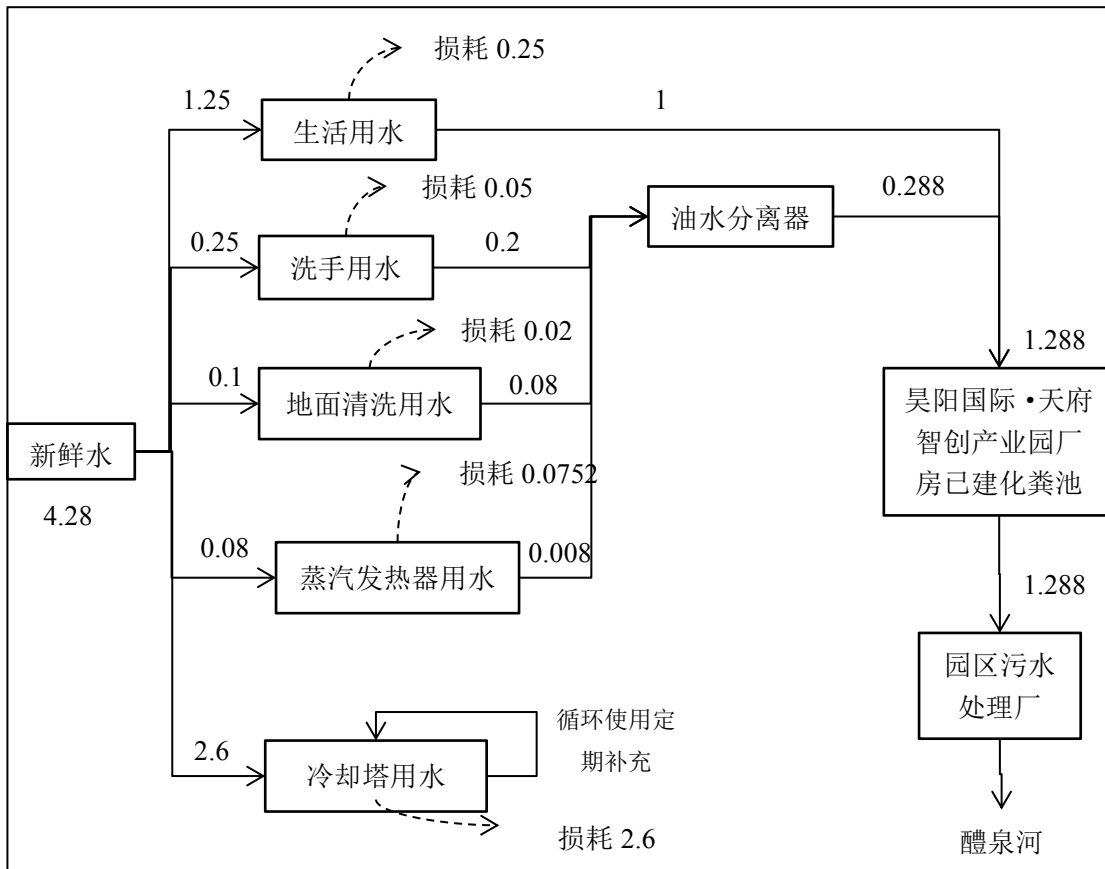 损耗 0.25
1.25
生活用水
1
损耗 0.05
0.25
洗手用水
0.2
油水分离器
0.288
损耗 0.02
0.1
地面清洗用水
0.08
1.288
昊阳国际·天府
智创产业园厂
房已建化粪池
新鲜水
4.28
损耗 0.0752
0.08
蒸汽发热器用水
0.008
1.288
园区污水
处理厂
循环使用定
期补充
2.6
冷却塔用水
损耗 2.6
醴泉河